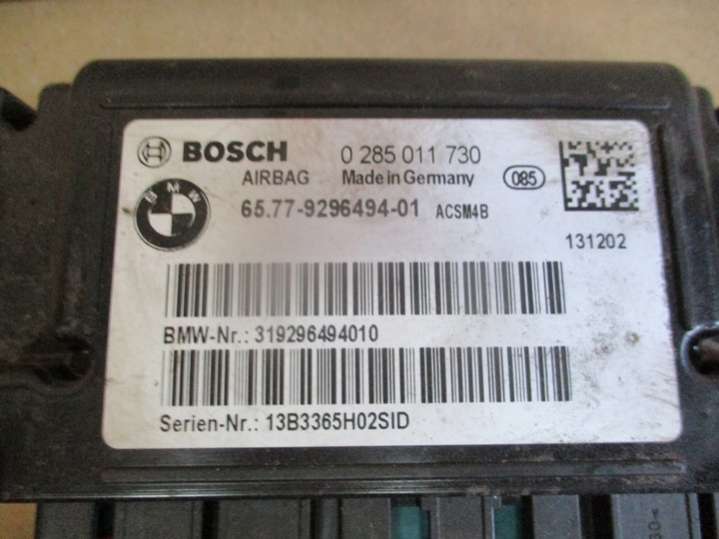 BOSCH 0 285 011 730
AIRBAG Made in Germany 085
BMW 65.77-9296494-01 ACSM4B
131202
BMW-Nr.: 319296494010
Serien-Nr.: 13B3365H02SID